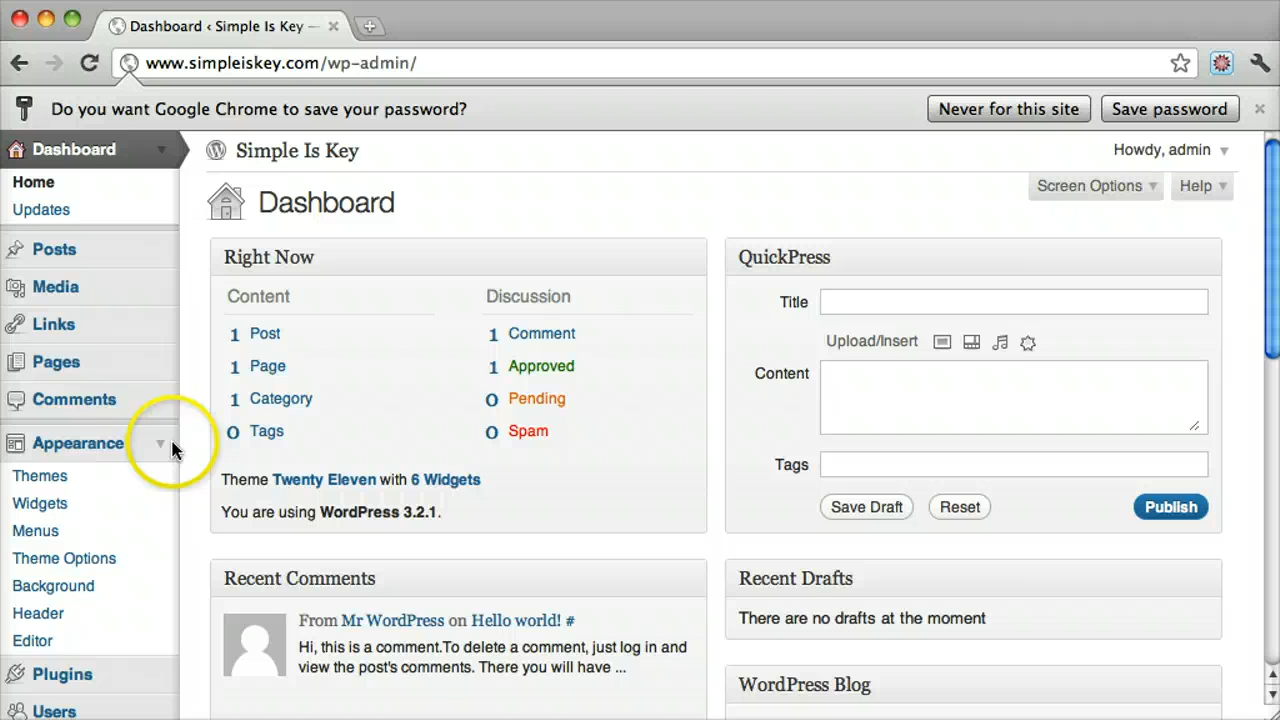 Dashboard ‹ Simple Is Key —
www.simpleiskey.com/wp-admin/
Do you want Google Chrome to save your password?
Never for this site
Save password
Dashboard
Home
Updates
Posts
Media
Links
Pages
Comments
Appearance
Themes
Widgets
Menus
Theme Options
Background
Header
Editor
Plugins
Users
Simple Is Key
Howdy, admin
Screen Options
Help
Dashboard
Right Now
Content
Discussion
1 Post
1 Comment
1 Page
1 Approved
1 Category
0 Pending
0 Tags
0 Spam
Theme Twenty Eleven with 6 Widgets
You are using WordPress 3.2.1.
Recent Comments
From Mr WordPress on Hello world! #
Hi, this is a comment.To delete a comment, just log in and
view the post's comments. There you will have ...
QuickPress
Title
Upload/Insert
Content
Tags
Save Draft
Reset
Publish
Recent Drafts
There are no drafts at the moment
WordPress Blog